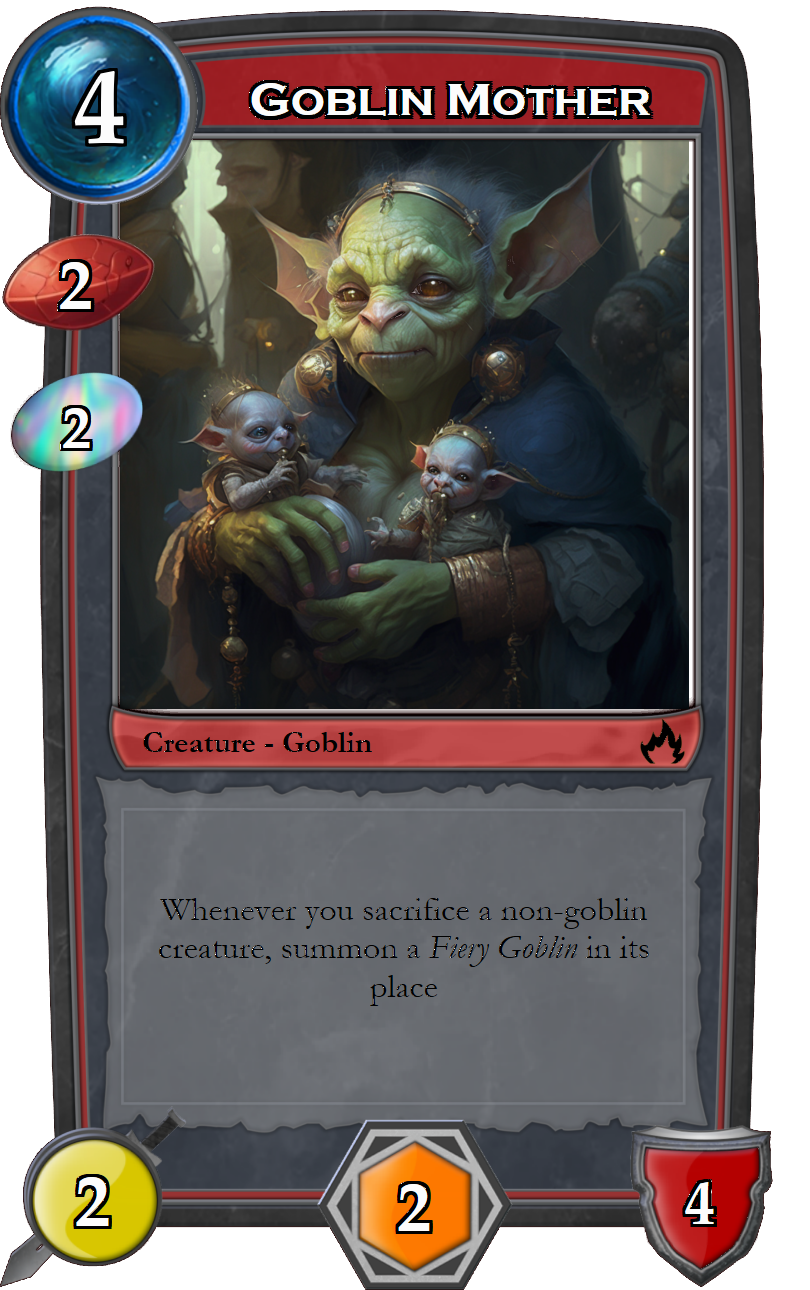 4
Goblin Mother
2
2
Creature - Goblin
Whenever you sacrifice a non-goblin
creature, summon a Fiery Goblin in its
place
2
2
4